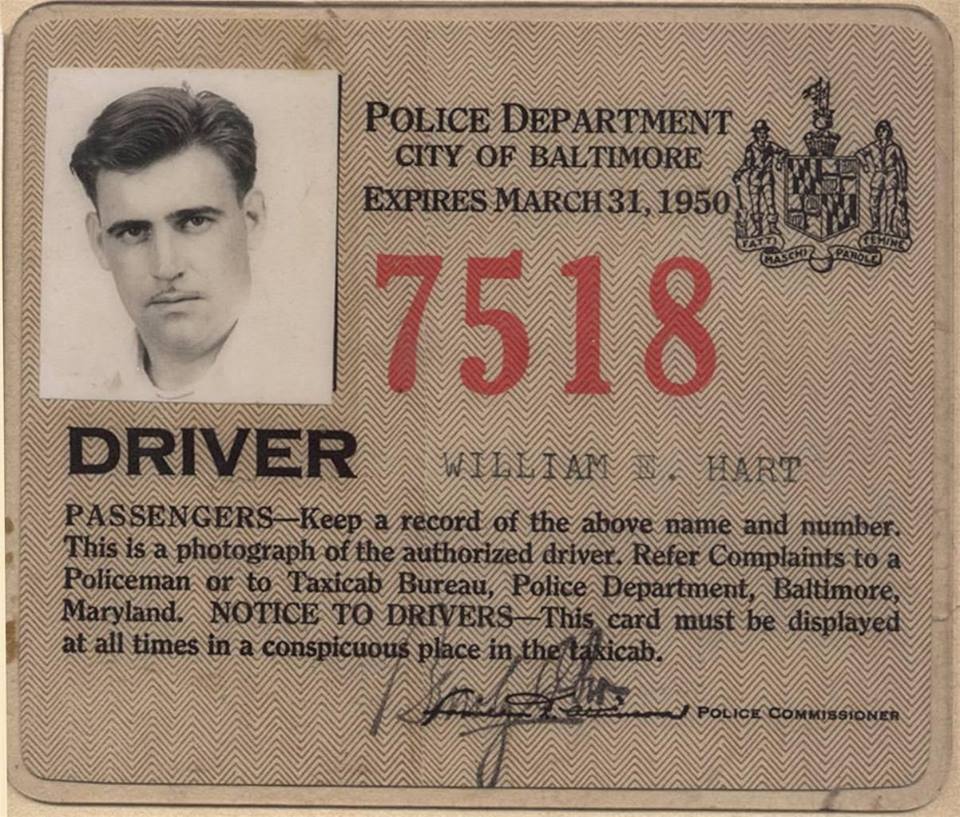 POLICE DEPARTMENT
CITY OF BALTIMORE
EXPIRES MARCH 31, 1950
FATTI MASCHI PAROLE FEMINE
7518
DRIVER
WILLIAM E. HART
PASSENGERS—Keep a record of the above name and number.
This is a photograph of the authorized driver. Refer Complaints to a
Policeman or to Taxicab Bureau, Police Department, Baltimore,
Maryland. NOTICE TO DRIVERS—This card must be displayed
at all times in a conspicuous place in the taxicab.
POLICE COMMISSIONER